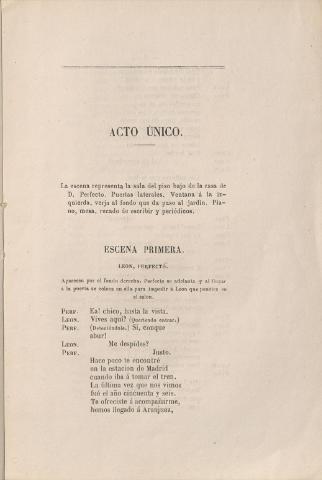 ACTO ÚNICO.
La escena representa la sala del piso bajo de la casa de
D. Perfecto. Puertas laterales. Ventana á la iz-
quierda, verja al fondo que da paso al jardin. Pia-
no, mesa, recado de escribir y periódicos.
ESCENA PRIMERA.
LEON, PERFECTO.
Aparecen por el fondo derecha. Perfecto se adelanta y al llegar
á la puerta se coloca en ella para impedir á Leon que penetre en
el salon.
PERF. Ea! chico, hasta la vista.
LEON. Vives aquí? (Queriendo entrar.)
PERF. (Deteniéndole.) Sí, conque
abur!
LEON. Me despides?
PERF. Justo.
Hace poco te encontré
en la estacion de Madrid
cuando iba á tomar el tren.
La última vez que nos vimos
fué el año cincuenta y seis.
Te ofreciste á acompañarme,
hemos llegado á Aranjuez,